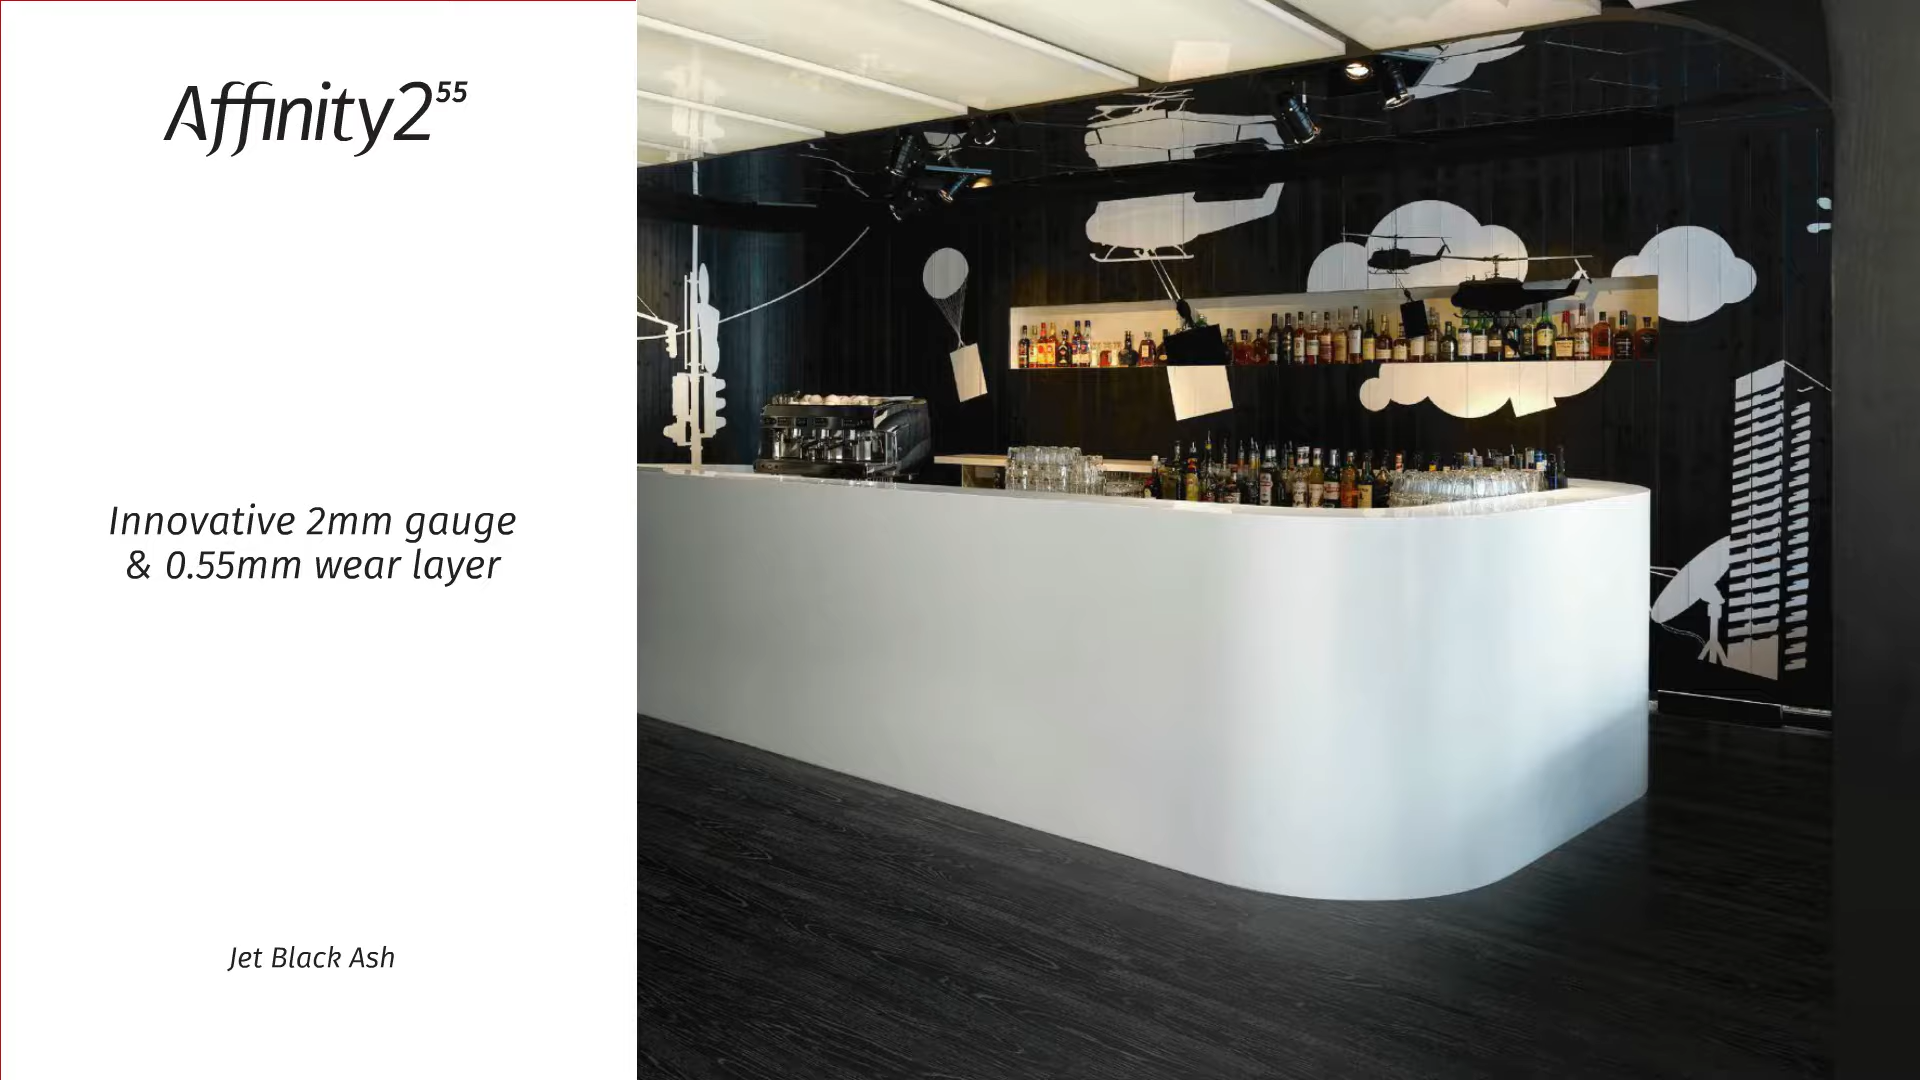 Affinity2⁵⁵
Innovative 2mm gauge
& 0.55mm wear layer
Jet Black Ash